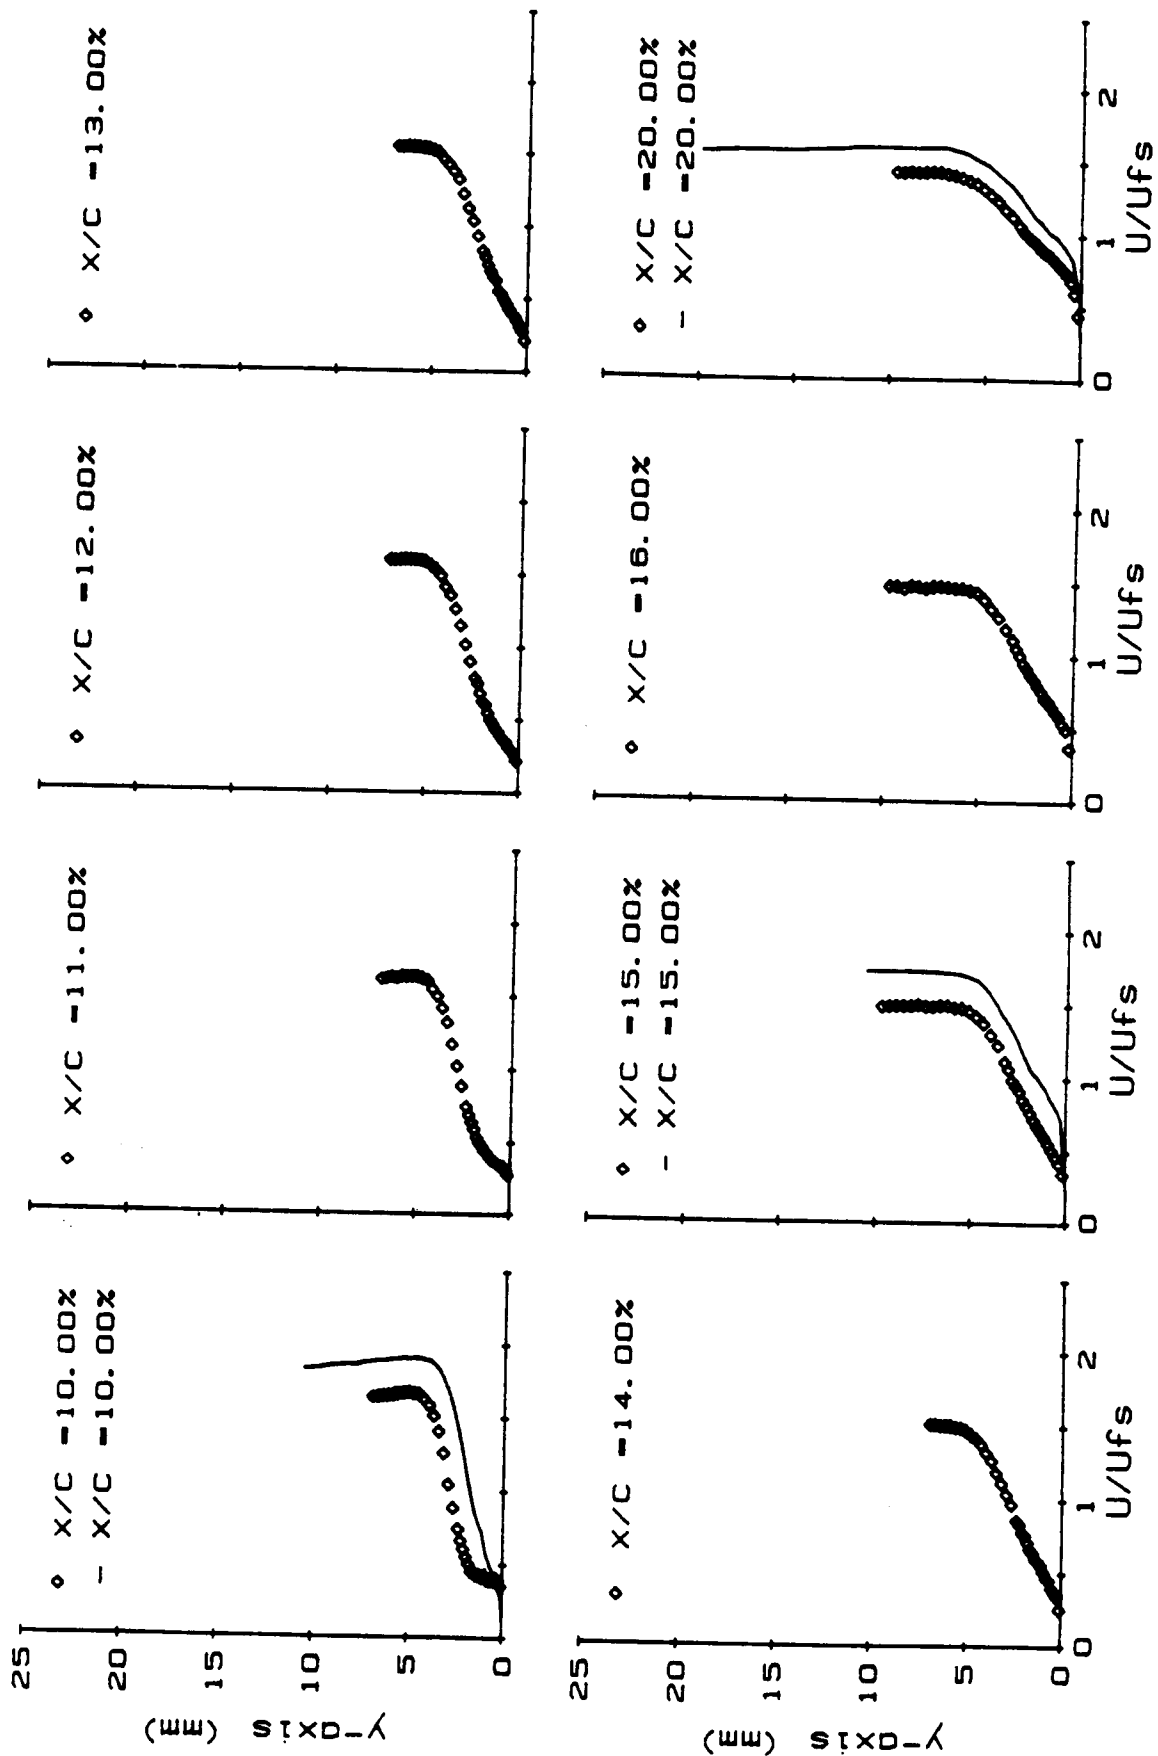 ◇ X/C =10.00%
— X/C =10.00%
◇ X/C =11.00%
◇ X/C =12.00%
◇ X/C =13.00%
25
20
15
10
5
0
y-axis (mm)
◇ X/C =14.00%
◇ X/C =15.00%
— X/C =15.00%
◇ X/C =16.00%
◇ X/C =20.00%
— X/C =20.00%
25
20
15
10
5
0
y-axis (mm)
0 1 2
U/Ufs
0 1 2
U/Ufs
0 1 2
U/Ufs
0 1 2
U/Ufs